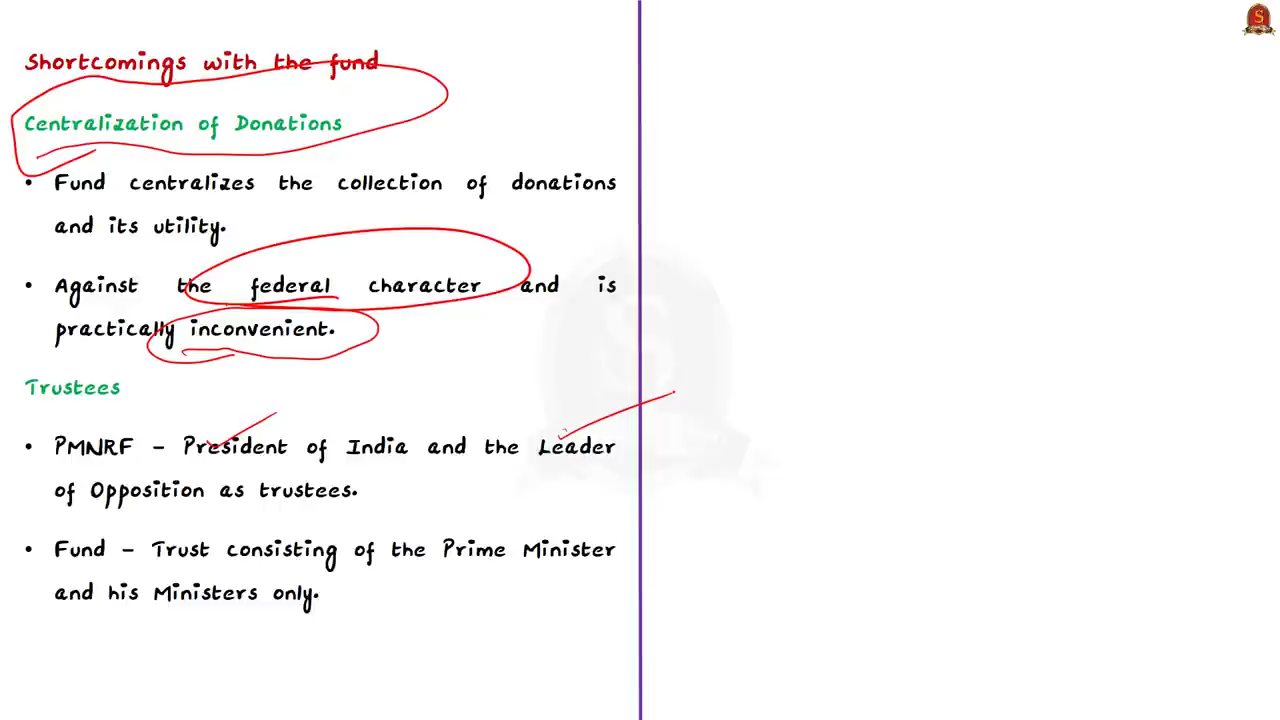 Shortcomings with the fund
Centralization of Donations
• Fund centralizes the collection of donations
and its utility.
• Against the federal character and is
practically inconvenient.
Trustees
• PMNRF - President of India and the Leader
of Opposition as trustees.
• Fund - Trust consisting of the Prime Minister
and his Ministers only.
S